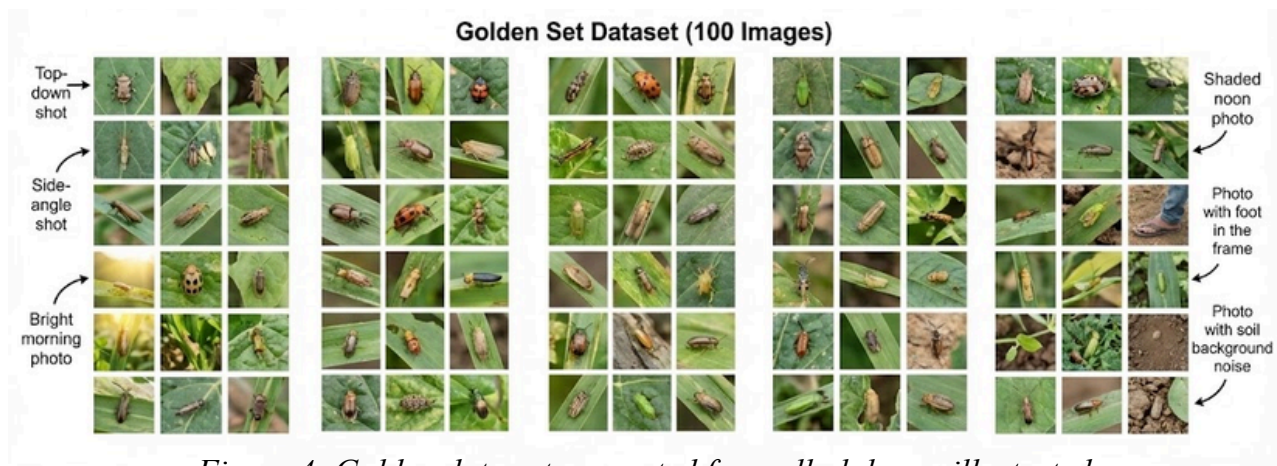 Golden Set Dataset (100 Images)
Top-
down
shot
Side-
angle
shot
Bright
morning
photo
Shaded
noon
photo
Photo
with foot
in the
frame
Photo
with soil
background
noise